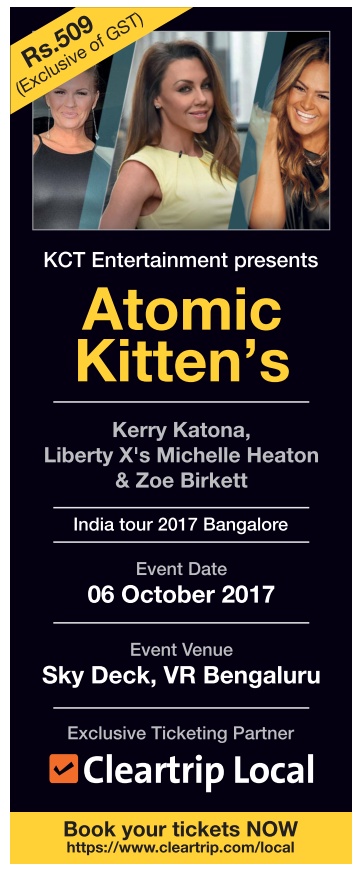 Rs.509
(Exclusive of GST)
KCT Entertainment presents
Atomic
Kitten's
Kerry Katona,
Liberty X's Michelle Heaton
& Zoe Birkett
India tour 2017 Bangalore
Event Date
06 October 2017
Event Venue
Sky Deck, VR Bengaluru
Exclusive Ticketing Partner
Cleartrip Local
Book your tickets NOW
https://www.cleartrip.com/local